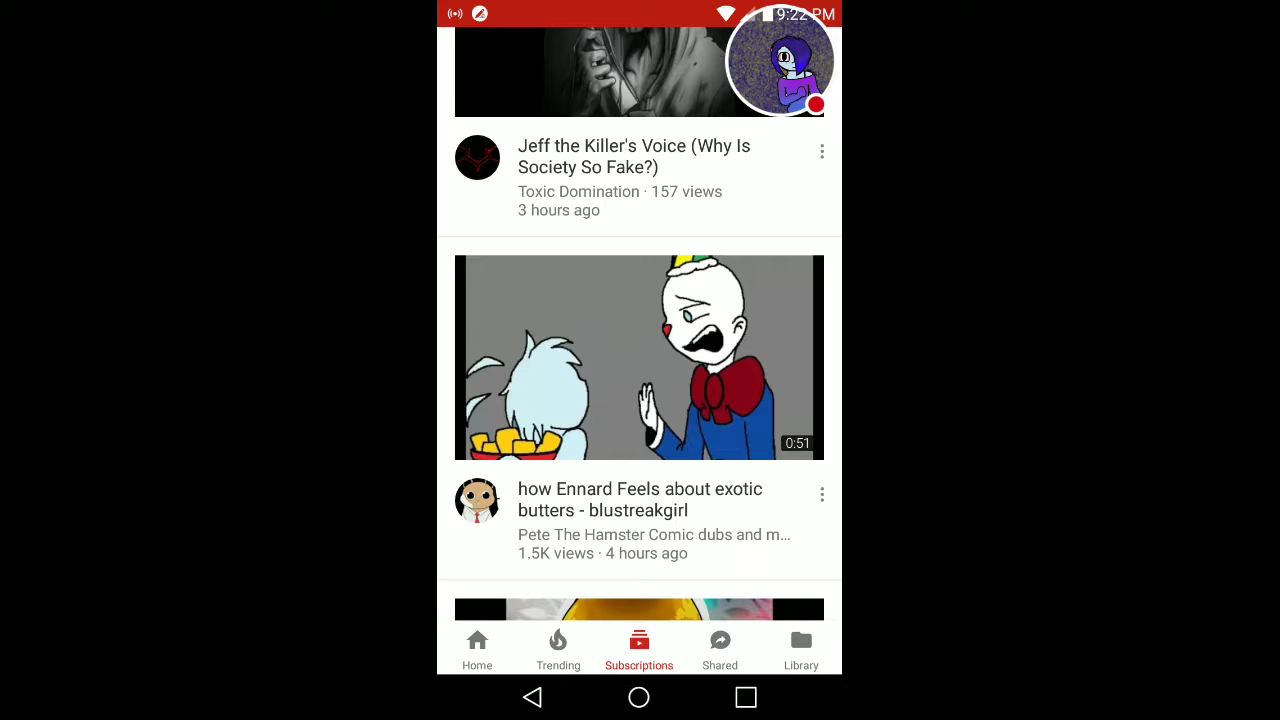 9:22 PM
Jeff the Killer's Voice (Why Is
Society So Fake?)
Toxic Domination · 157 views
3 hours ago
0:51
how Ennard Feels about exotic
butters - blustreakgirl
Pete The Hamster Comic dubs and m...
1.5K views · 4 hours ago
Home
Trending
Subscriptions
Shared
Library